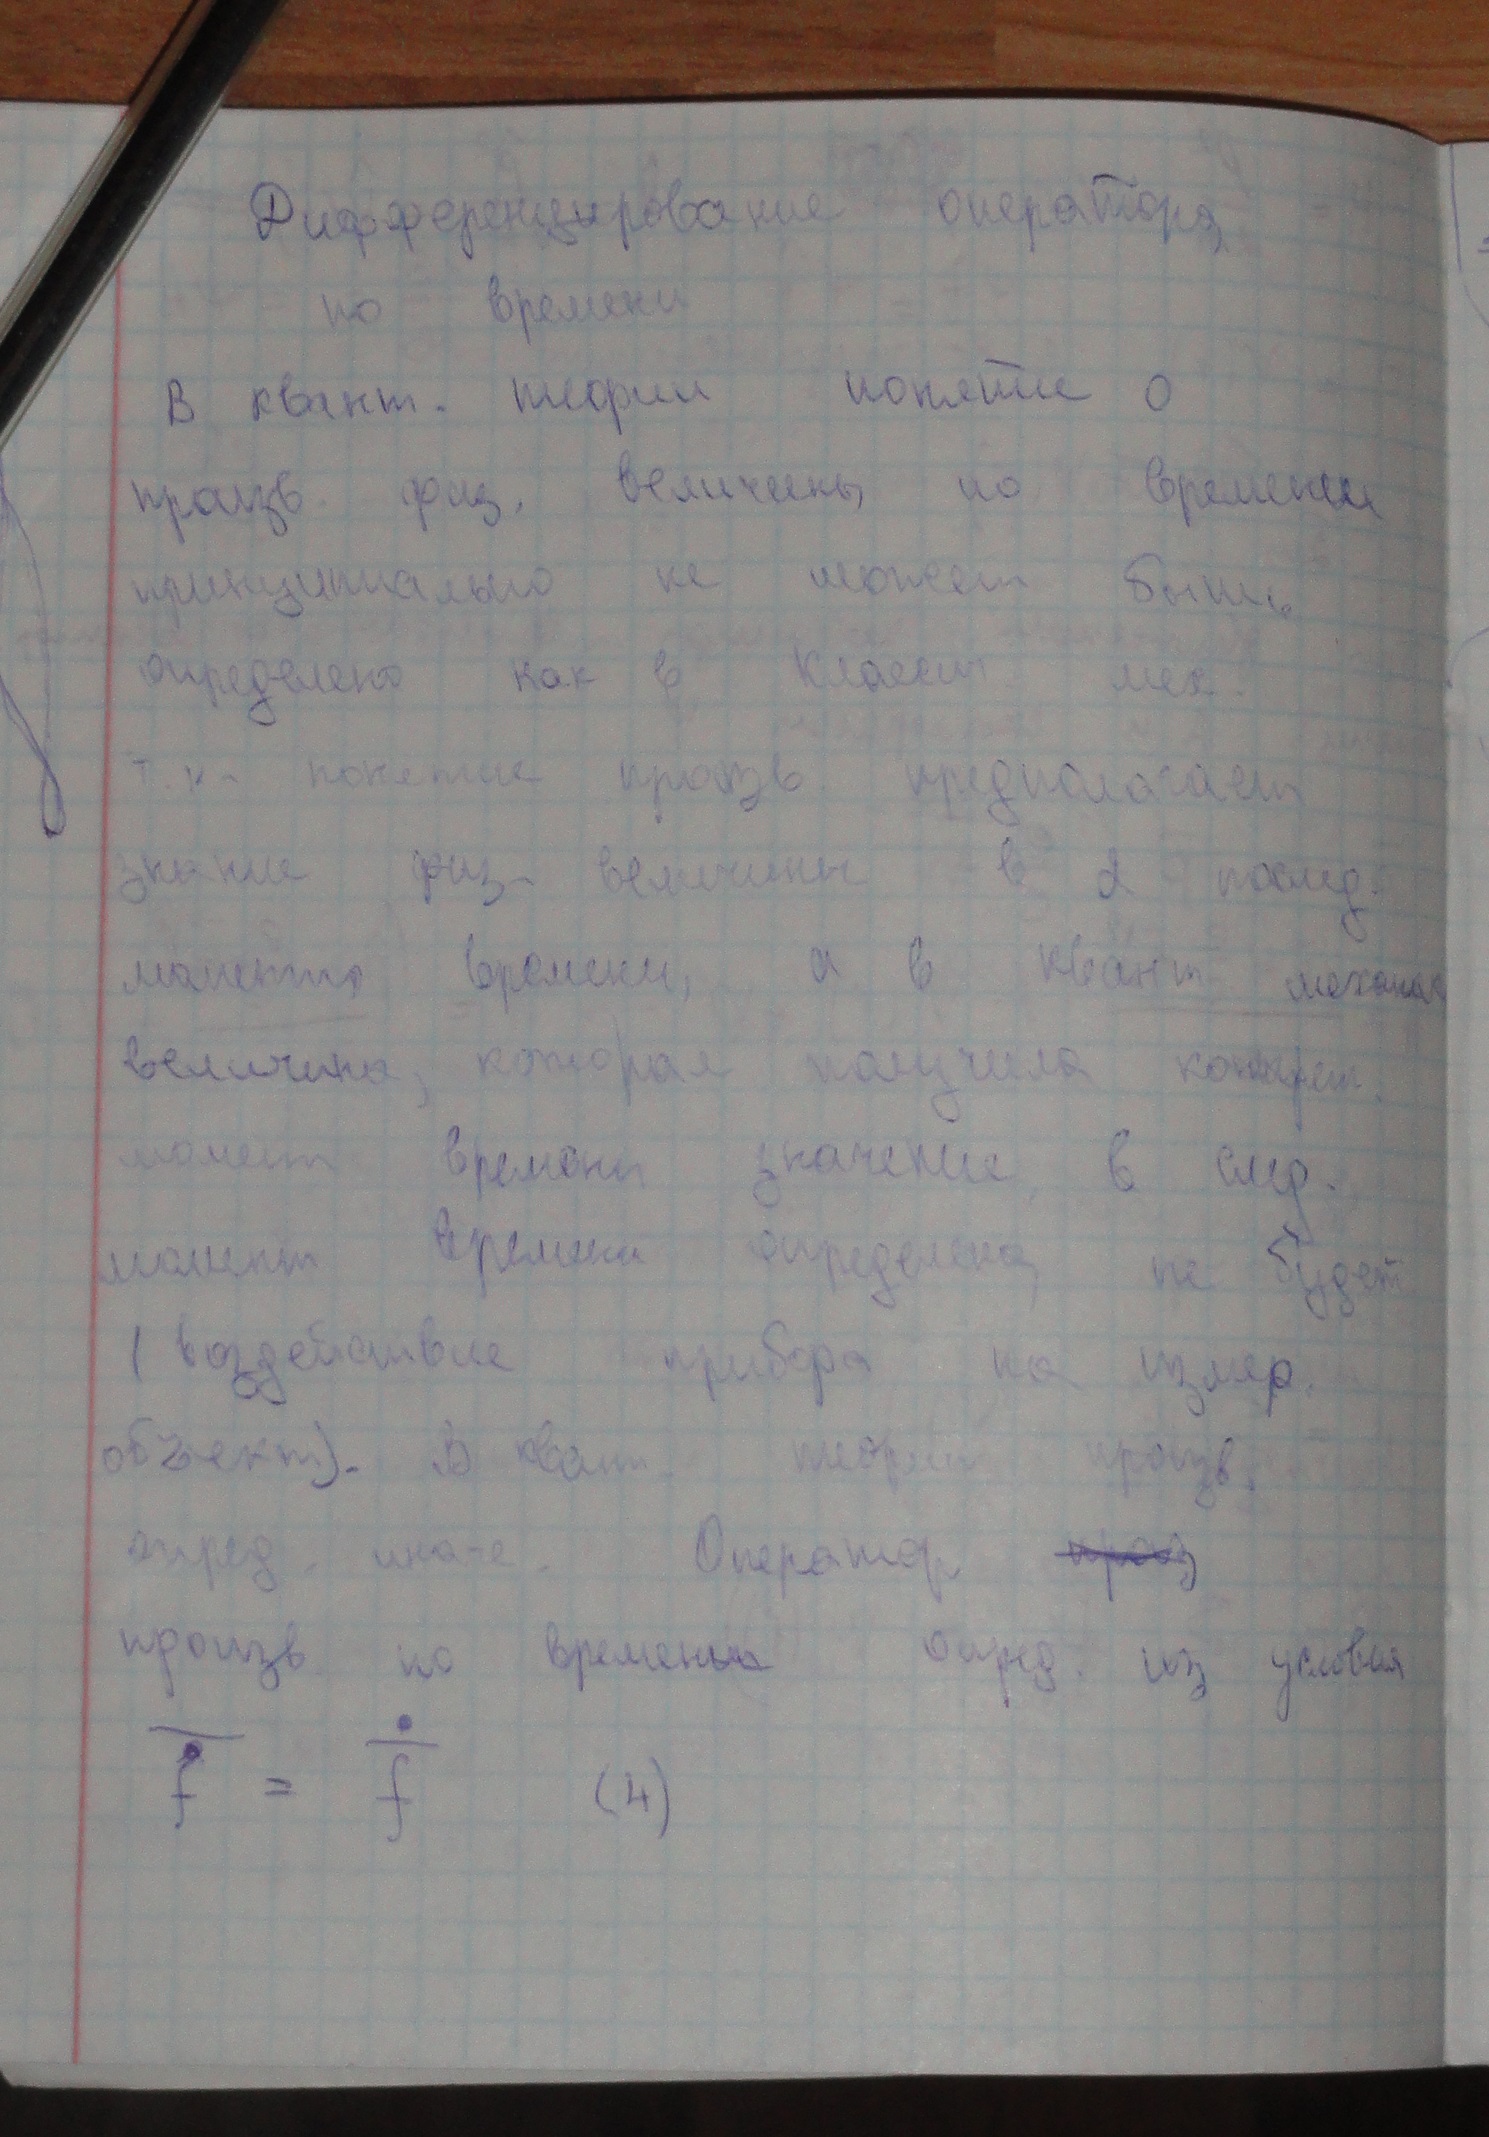 Дифференцирование оператора
по времени
В квант. теории понятие о
произв. физ. величины по времени
принципиально не может быть
определено как в классич мех.
т.к. понятие произв. предполагает
знание физ. величины в 2 послед.
момента времени, а в квант механике
величина, которая получила конкрет.
момент времени значение, в след.
момент времени определена не будет
(воздействие прибора на измер.
объект). В квант. теории произв.
опред. иначе. Оператор
произв по времени опред. из условия
$\overline{\dot{f}} = \dot{\overline{f}}$ (4)